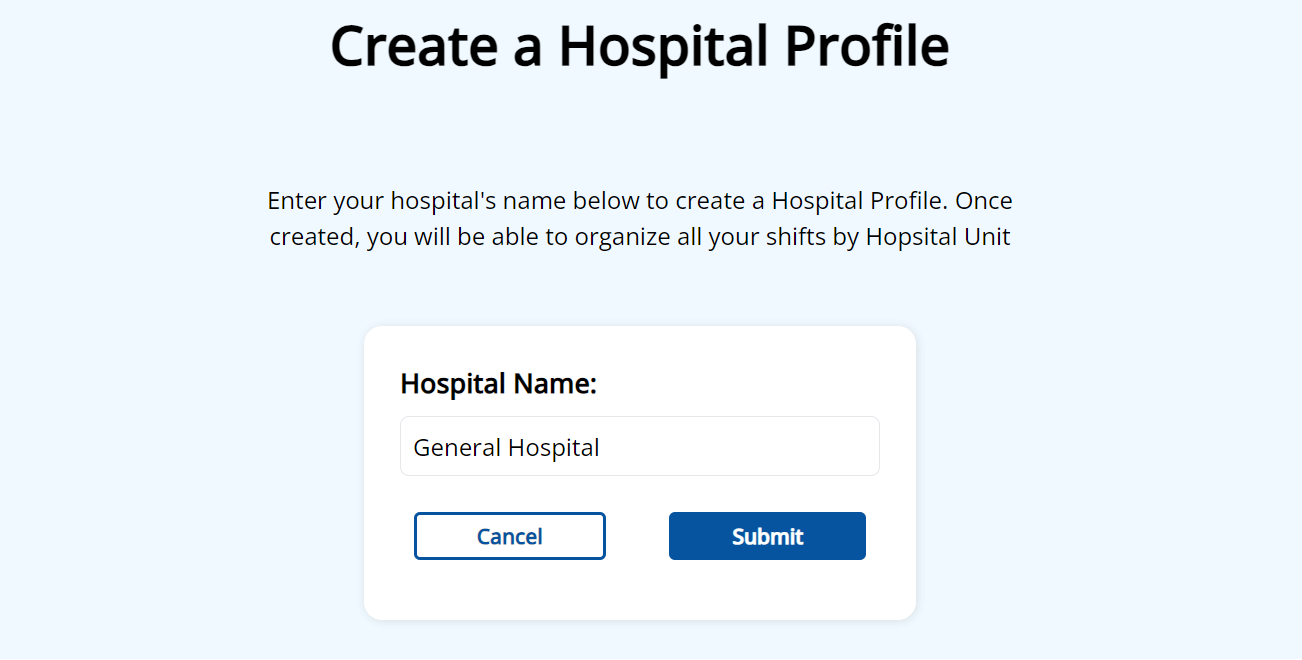 Create a Hospital Profile
Enter your hospital's name below to create a Hospital Profile. Once
created, you will be able to organize all your shifts by Hopsital Unit
Hospital Name:
General Hospital
Cancel
Submit